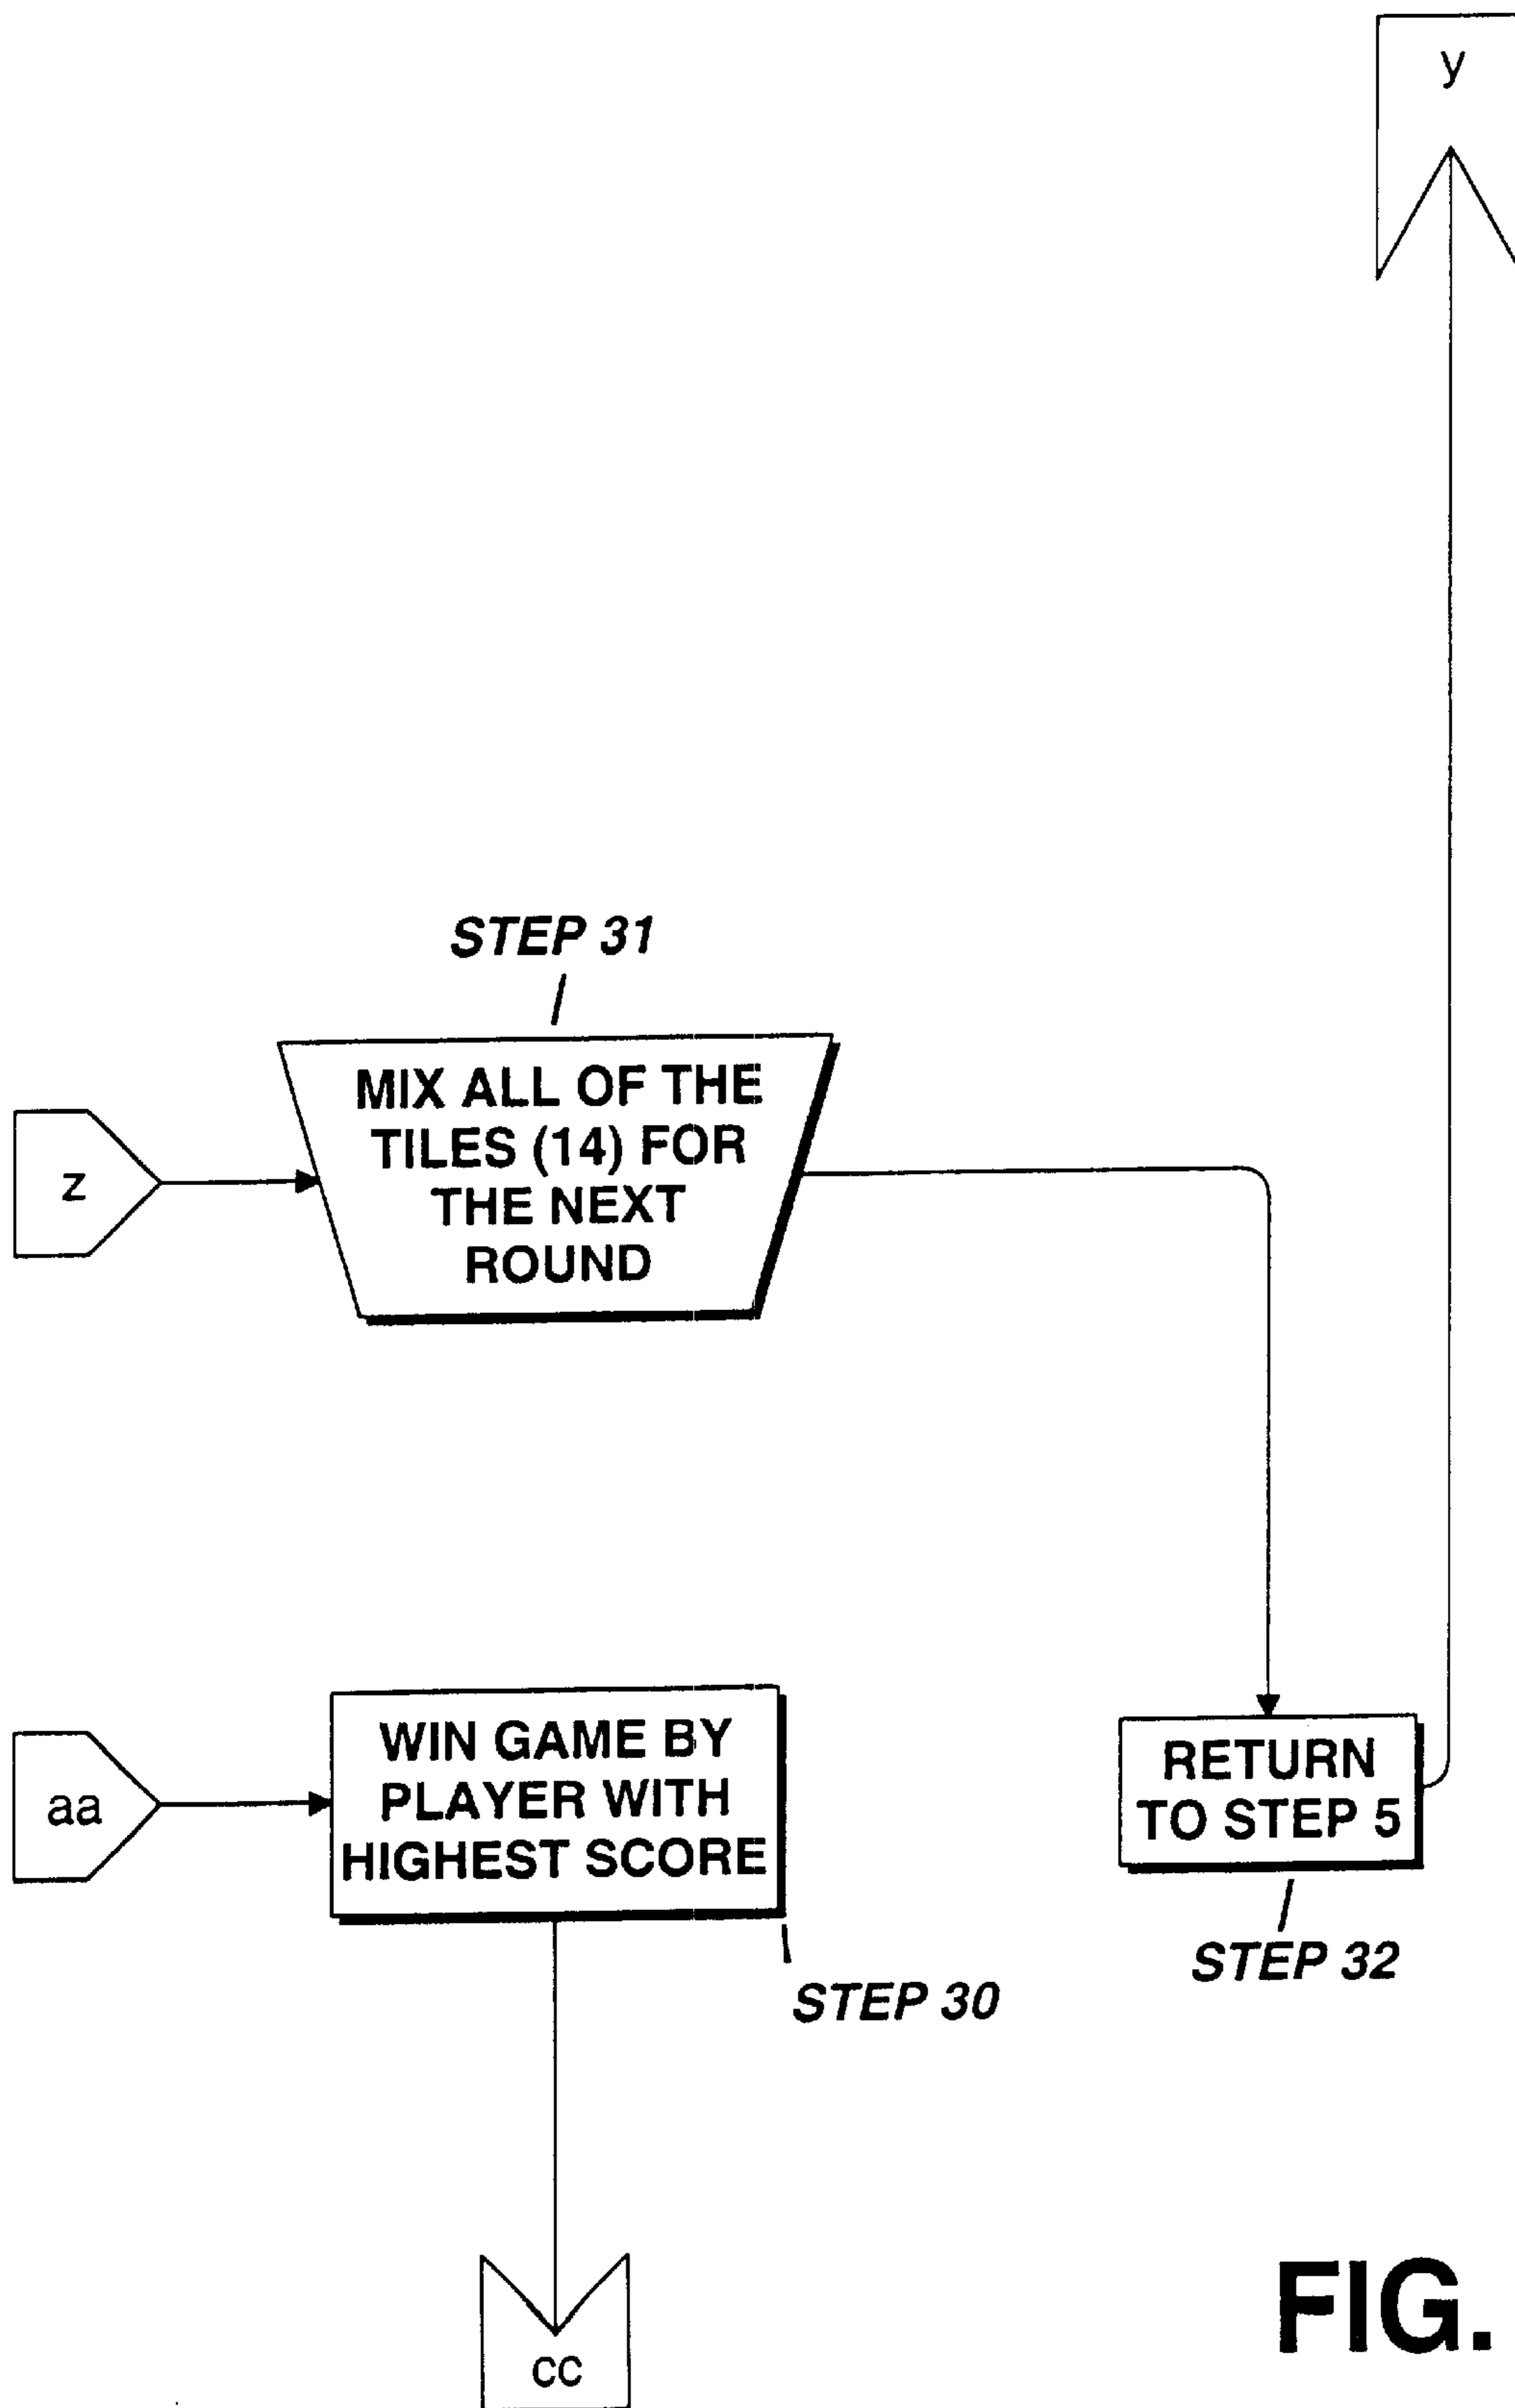 y
STEP 31
MIX ALL OF THE
TILES (14) FOR
THE NEXT
ROUND
z
WIN GAME BY
PLAYER WITH
HIGHEST SCORE
aa
RETURN
TO STEP 5
STEP 32
STEP 30
cc
FIG.